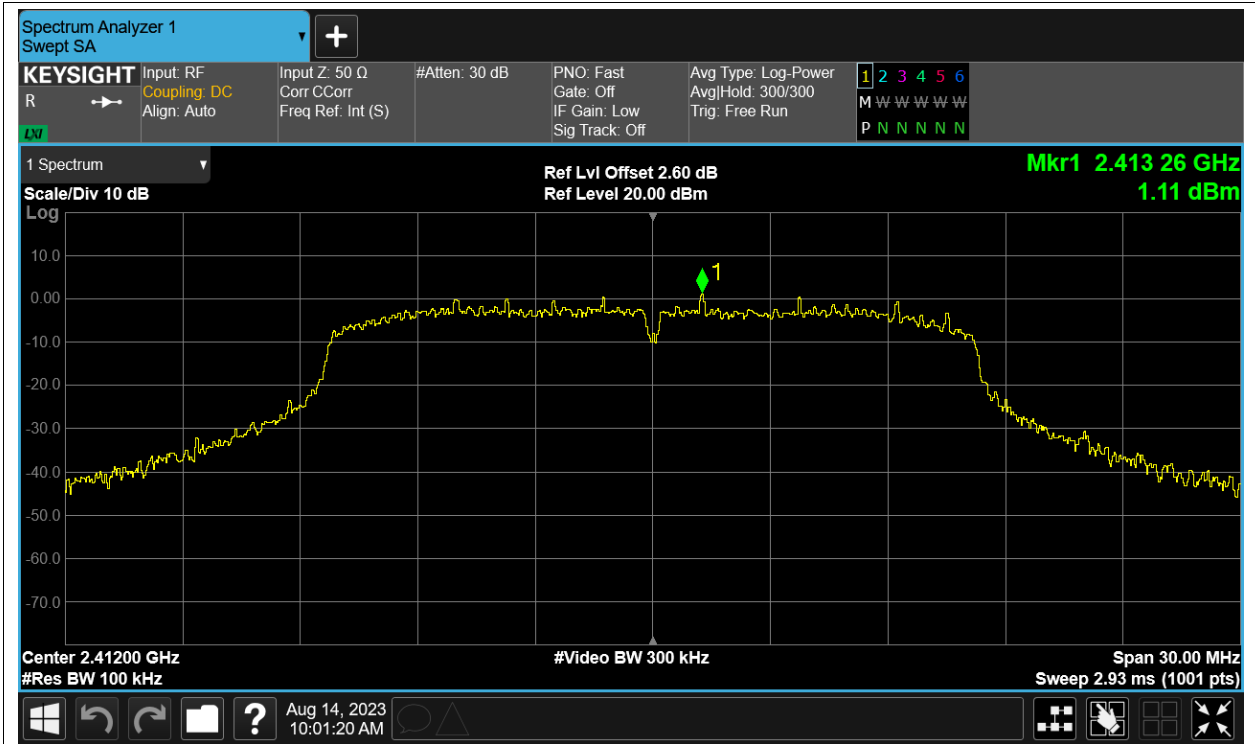 Spectrum Analyzer 1
Swept SA
KEYSIGHT
R
LXI
Input: RF
Coupling: DC
Align: Auto
Input Z: 50 Ω
Corr CCorr
Freq Ref: Int (S)
#Atten: 30 dB
PNO: Fast
Gate: Off
IF Gain: Low
Sig Track: Off
Avg Type: Log-Power
Avg|Hold: 300/300
Trig: Free Run
1 2 3 4 5 6
M W W W W W
P N N N N N
1 Spectrum
Scale/Div 10 dB
Log
Ref Lvl Offset 2.60 dB
Ref Level 20.00 dBm
Mkr1 2.413 26 GHz
1.11 dBm
10.0
0.00
-10.0
-20.0
-30.0
-40.0
-50.0
-60.0
-70.0
1
Center 2.41200 GHz
#Res BW 100 kHz
#Video BW 300 kHz
Span 30.00 MHz
Sweep 2.93 ms (1001 pts)
?
Aug 14, 2023
10:01:20 AM